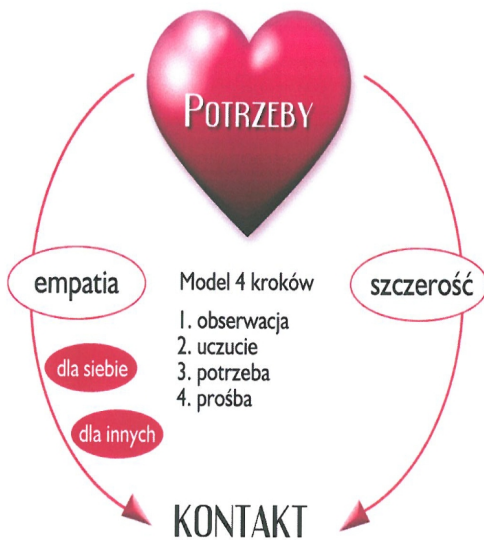 POTRZEBY
empatia
dla siebie
dla innych
Model 4 kroków
1. obserwacja
2. uczucie
3. potrzeba
4. prośba
szczerość
KONTAKT